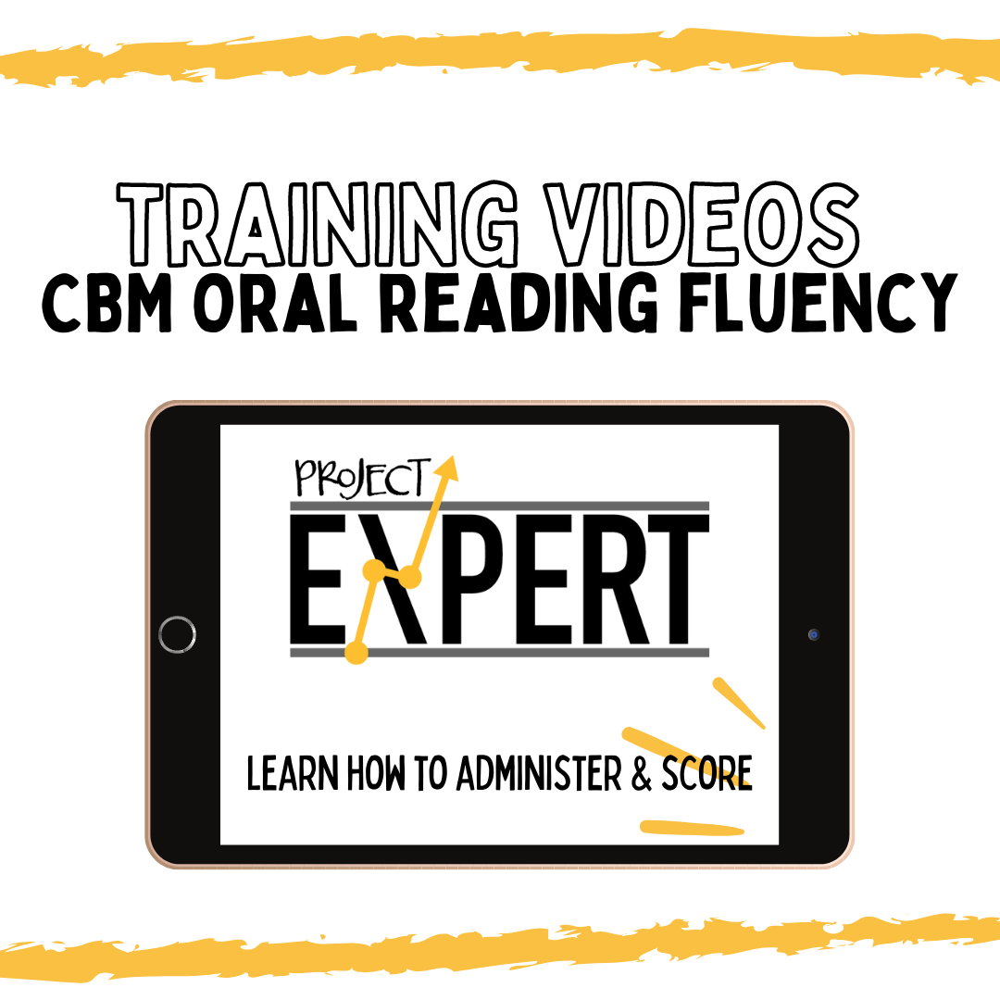 TRAINING VIDEOS
CBM ORAL READING FLUENCY
PROJECT
EXPERT
LEARN HOW TO ADMINISTER & SCORE